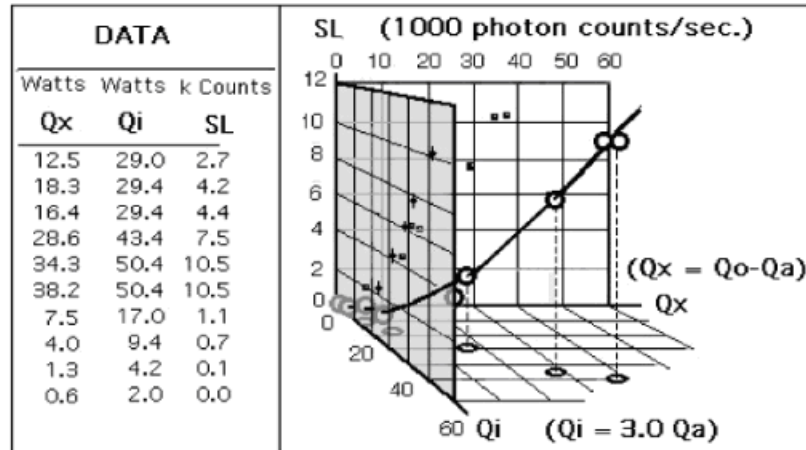 DATA
Watts Watts k Counts
Qx Qi SL
12.5 29.0 2.7
18.3 29.4 4.2
16.4 29.4 4.4
28.6 43.4 7.5
34.3 50.4 10.5
38.2 50.4 10.5
7.5 17.0 1.1
4.0 9.4 0.7
1.3 4.2 0.1
0.6 2.0 0.0
SL (1000 photon counts/sec.)
0 10 20 30 40 50 60
12
10
8
6
4
2
0
(Qx = Qo-Qa)
Qx
0
20
40
60 Qi (Qi = 3.0 Qa)